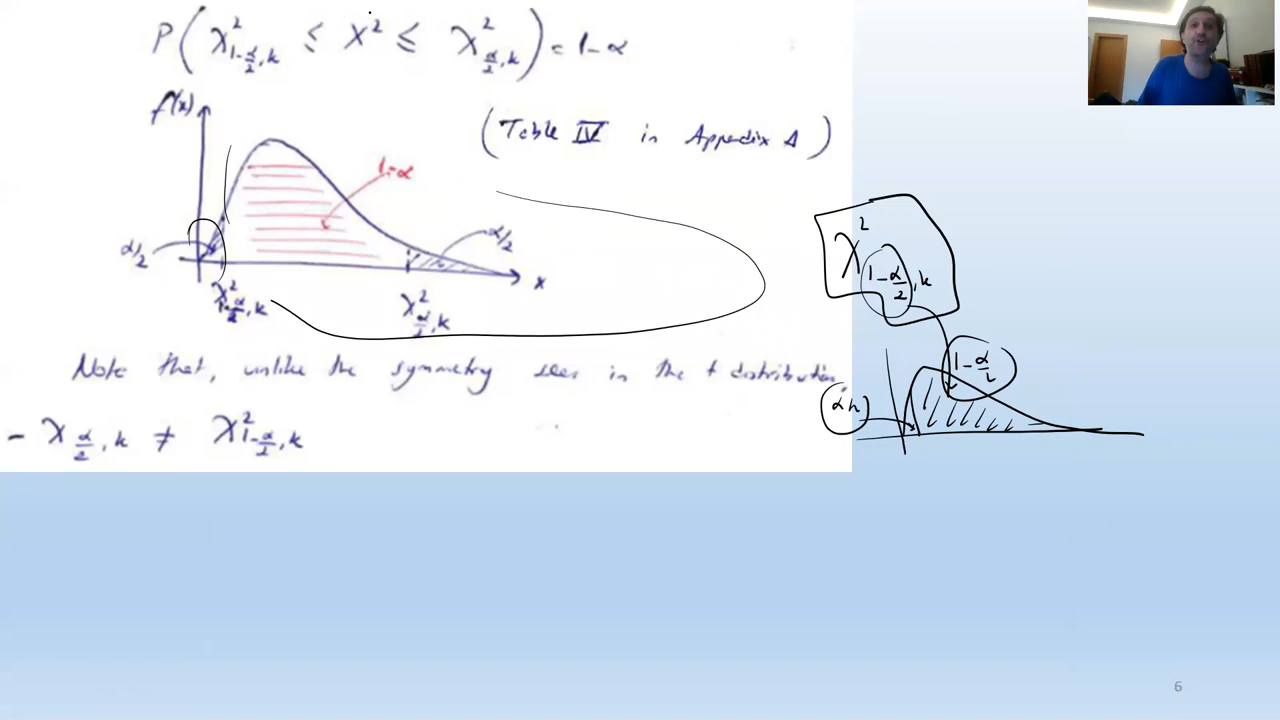 P(χ²_{1-α/2,k} ≤ X² ≤ χ²_{α/2,k}) = 1-α
f(x)
(Table IV in Appendix A)
1-α
α/2
α/2
x
χ²_{1-α/2,k}
χ²_{α/2,k}
χ²_{1-α/2,k}
1-α/2
α/2
Note that, unlike the symmetry seen in the t distribution,
- χ_{α/2,k} ≠ χ²_{1-α/2,k}
6